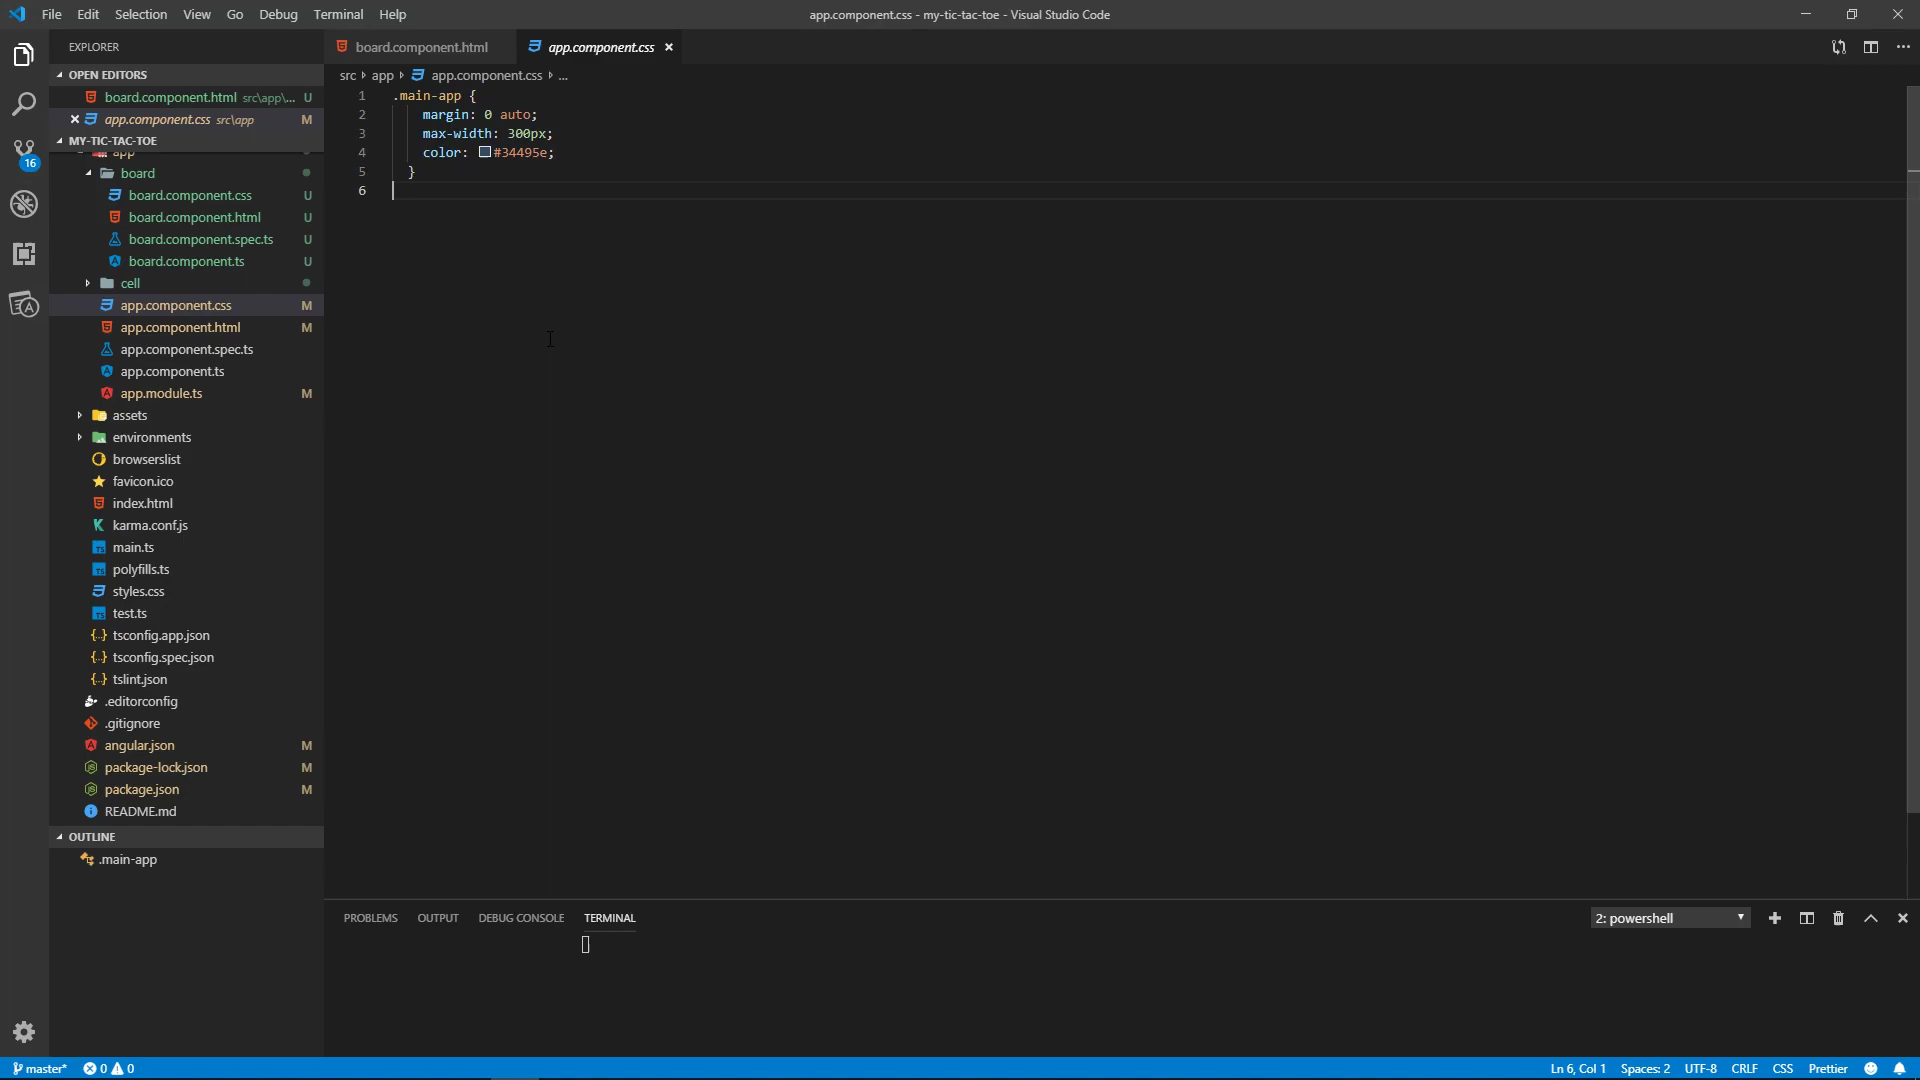 File Edit Selection View Go Debug Terminal Help
app.component.css - my-tic-tac-toe - Visual Studio Code
EXPLORER
OPEN EDITORS
board.component.html src\app\... U
app.component.css src\app M
MY-TIC-TAC-TOE
app
board
board.component.css U
board.component.html U
board.component.spec.ts U
board.component.ts U
cell
app.component.css M
app.component.html M
app.component.spec.ts
app.component.ts
app.module.ts M
assets
environments
browserslist
favicon.ico
index.html
karma.conf.js
main.ts
polyfills.ts
styles.css
test.ts
tsconfig.app.json
tsconfig.spec.json
tslint.json
.editorconfig
.gitignore
angular.json M
package-lock.json M
package.json M
README.md
OUTLINE
.main-app
16
board.component.html
app.component.css
src app app.component.css ...
1 .main-app {
2 margin: 0 auto;
3 max-width: 300px;
4 color: #34495e;
5 }
6
PROBLEMS OUTPUT DEBUG CONSOLE TERMINAL
2: powershell
master* 0 0
Ln 6, Col 1 Spaces: 2 UTF-8 CRLF CSS Prettier